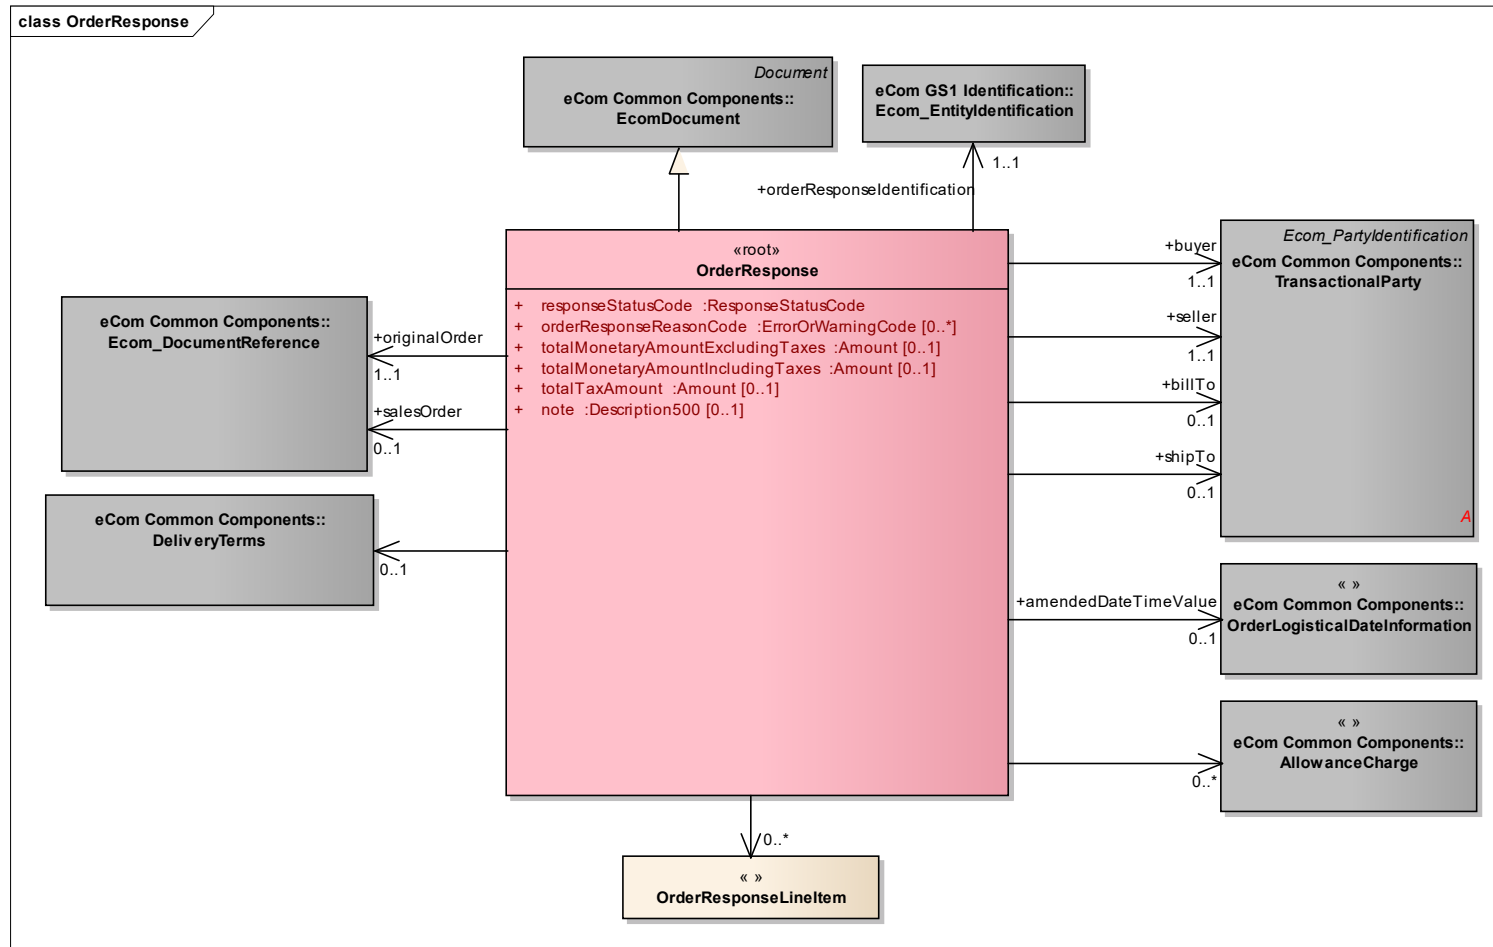 class OrderResponse
Document
eCom Common Components::
EcomDocument
eCom GS1 Identification::
Ecom_EntityIdentification
1..1
+orderResponseIdentification
«root»
OrderResponse
+ responseStatusCode :ResponseStatusCode
+ orderResponseReasonCode :ErrorOrWarningCode [0..*]
+ totalMonetaryAmountExcludingTaxes :Amount [0..1]
+ totalMonetaryAmountIncludingTaxes :Amount [0..1]
+ totalTaxAmount :Amount [0..1]
+ note :Description500 [0..1]
eCom Common Components::
Ecom_DocumentReference
+originalOrder
1..1
+salesOrder
0..1
eCom Common Components::
DeliveryTerms
0..1
+buyer
1..1
+seller
1..1
+billTo
0..1
+shipTo
0..1
Ecom_PartyIdentification
eCom Common Components::
TransactionalParty
A
+amendedDateTimeValue
0..1
« »
eCom Common Components::
OrderLogisticalDateInformation
« »
eCom Common Components::
AllowanceCharge
0..*
0..*
« »
OrderResponseLineItem